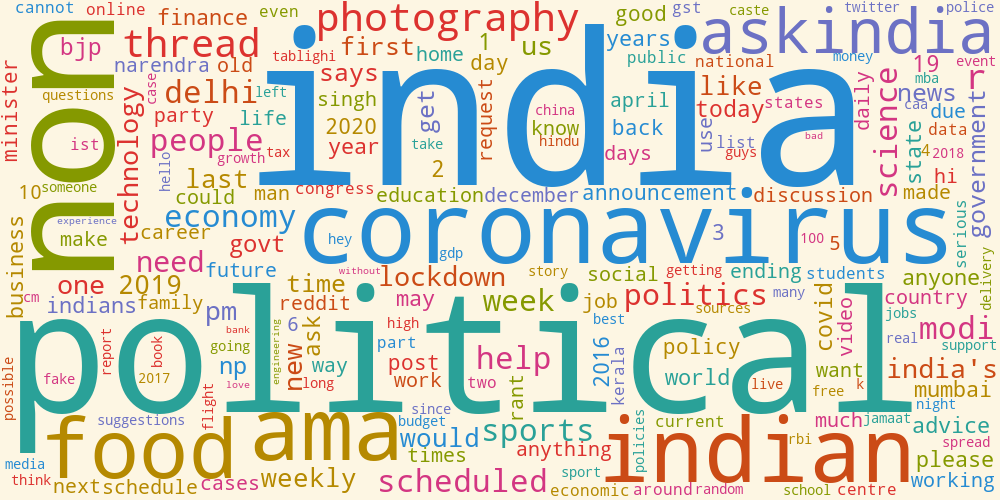 cannot online even
finance photography good gst caste twitter police
bjp thread tablighi first 1 us years askindia
narendra old says home day public national money event
minister questions case delhi left singh 2020 get request china know hindu april back like today states daily 19 news mba r
non ist technology party life year take 2 days use list guys bad science state caa due data 4 2018
people growth tax hello last man congress india hi government
10 someone could education december announcement discussion made
experience economy coronavirus 3 100 5 serious
make career govt hey gdp
business need future without lockdown story social getting ending students anyone delivery
one 2019 time reddit may week job politics many covid video country
cm indians family pm 6 ask high sources best jobs modi
bank going engineering new way part post help 2016 kerala policy real support
possible report book np want india's
fake 2017 love long work two rant world live free k mumbai
political flight night
suggestions since budget policies current much jamaat advice
food ama would sports indian rbi spread
media times anything please
think next schedule cases weekly scheduled sport economic around random school centre working